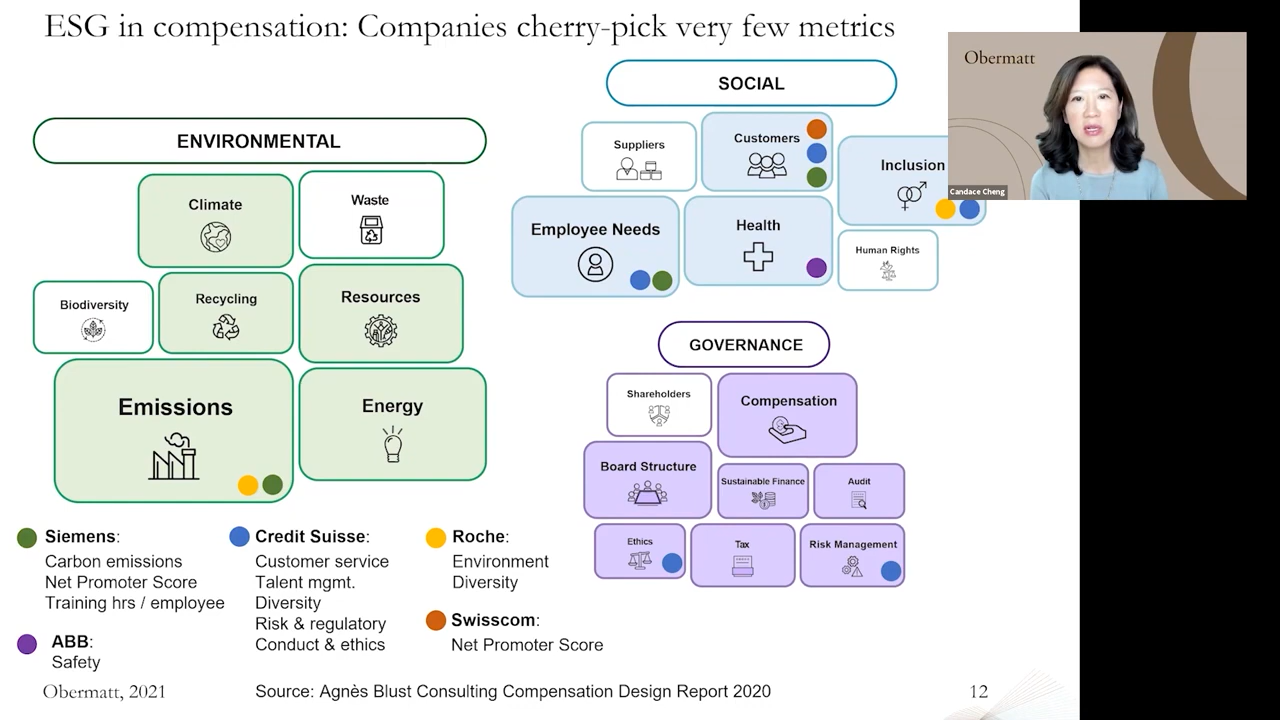 ESG in compensation: Companies cherry-pick very few metrics
Obermatt
Candace Cheng
ENVIRONMENTAL
Climate
Waste
Biodiversity
Recycling
Resources
Emissions
Energy
SOCIAL
Suppliers
Customers
Inclusion
Employee Needs
Health
Human Rights
GOVERNANCE
Shareholders
Compensation
Board Structure
Sustainable Finance
Audit
Ethics
Tax
Risk Management
Siemens:
Carbon emissions
Net Promoter Score
Training hrs / employee
ABB:
Safety
Credit Suisse:
Customer service
Talent mgmt.
Diversity
Risk & regulatory
Conduct & ethics
Roche:
Environment
Diversity
Swisscom:
Net Promoter Score
Obermatt, 2021
Source: Agnès Blust Consulting Compensation Design Report 2020
12